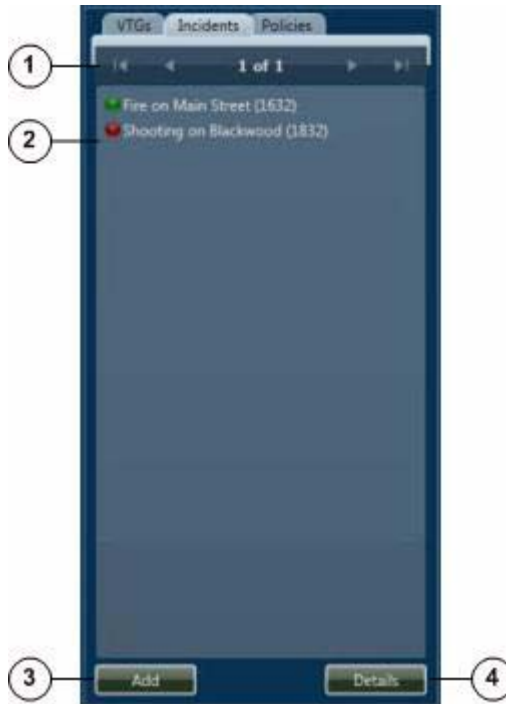 VTGs Incidents Policies
1 1 of 1
Fire on Main Street (1632)
2 Shooting on Blackwood (1832)
3 Add Details 4